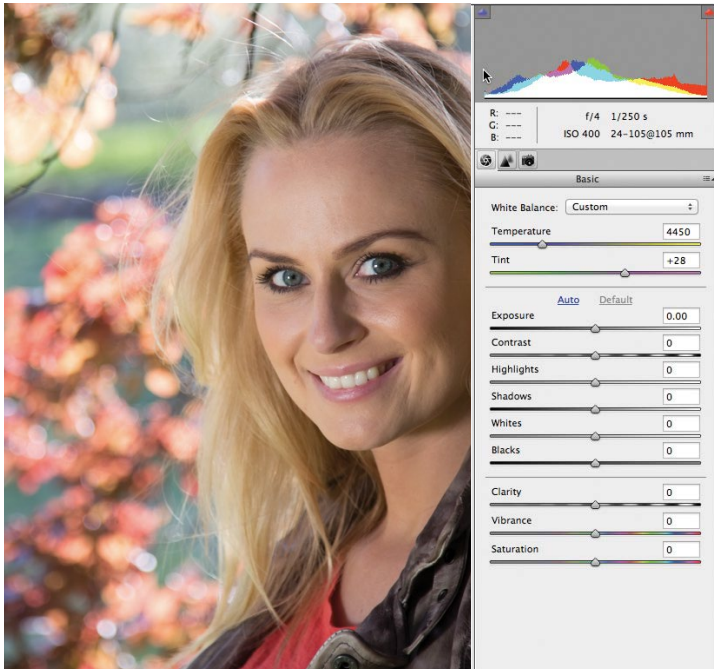 R: --- f/4 1/250 s
G: ---
B: --- ISO 400 24-105@105 mm
Basic
White Balance: Custom
Temperature 4450
Tint +28
Auto Default
Exposure 0.00
Contrast 0
Highlights 0
Shadows 0
Whites 0
Blacks 0
Clarity 0
Vibrance 0
Saturation 0